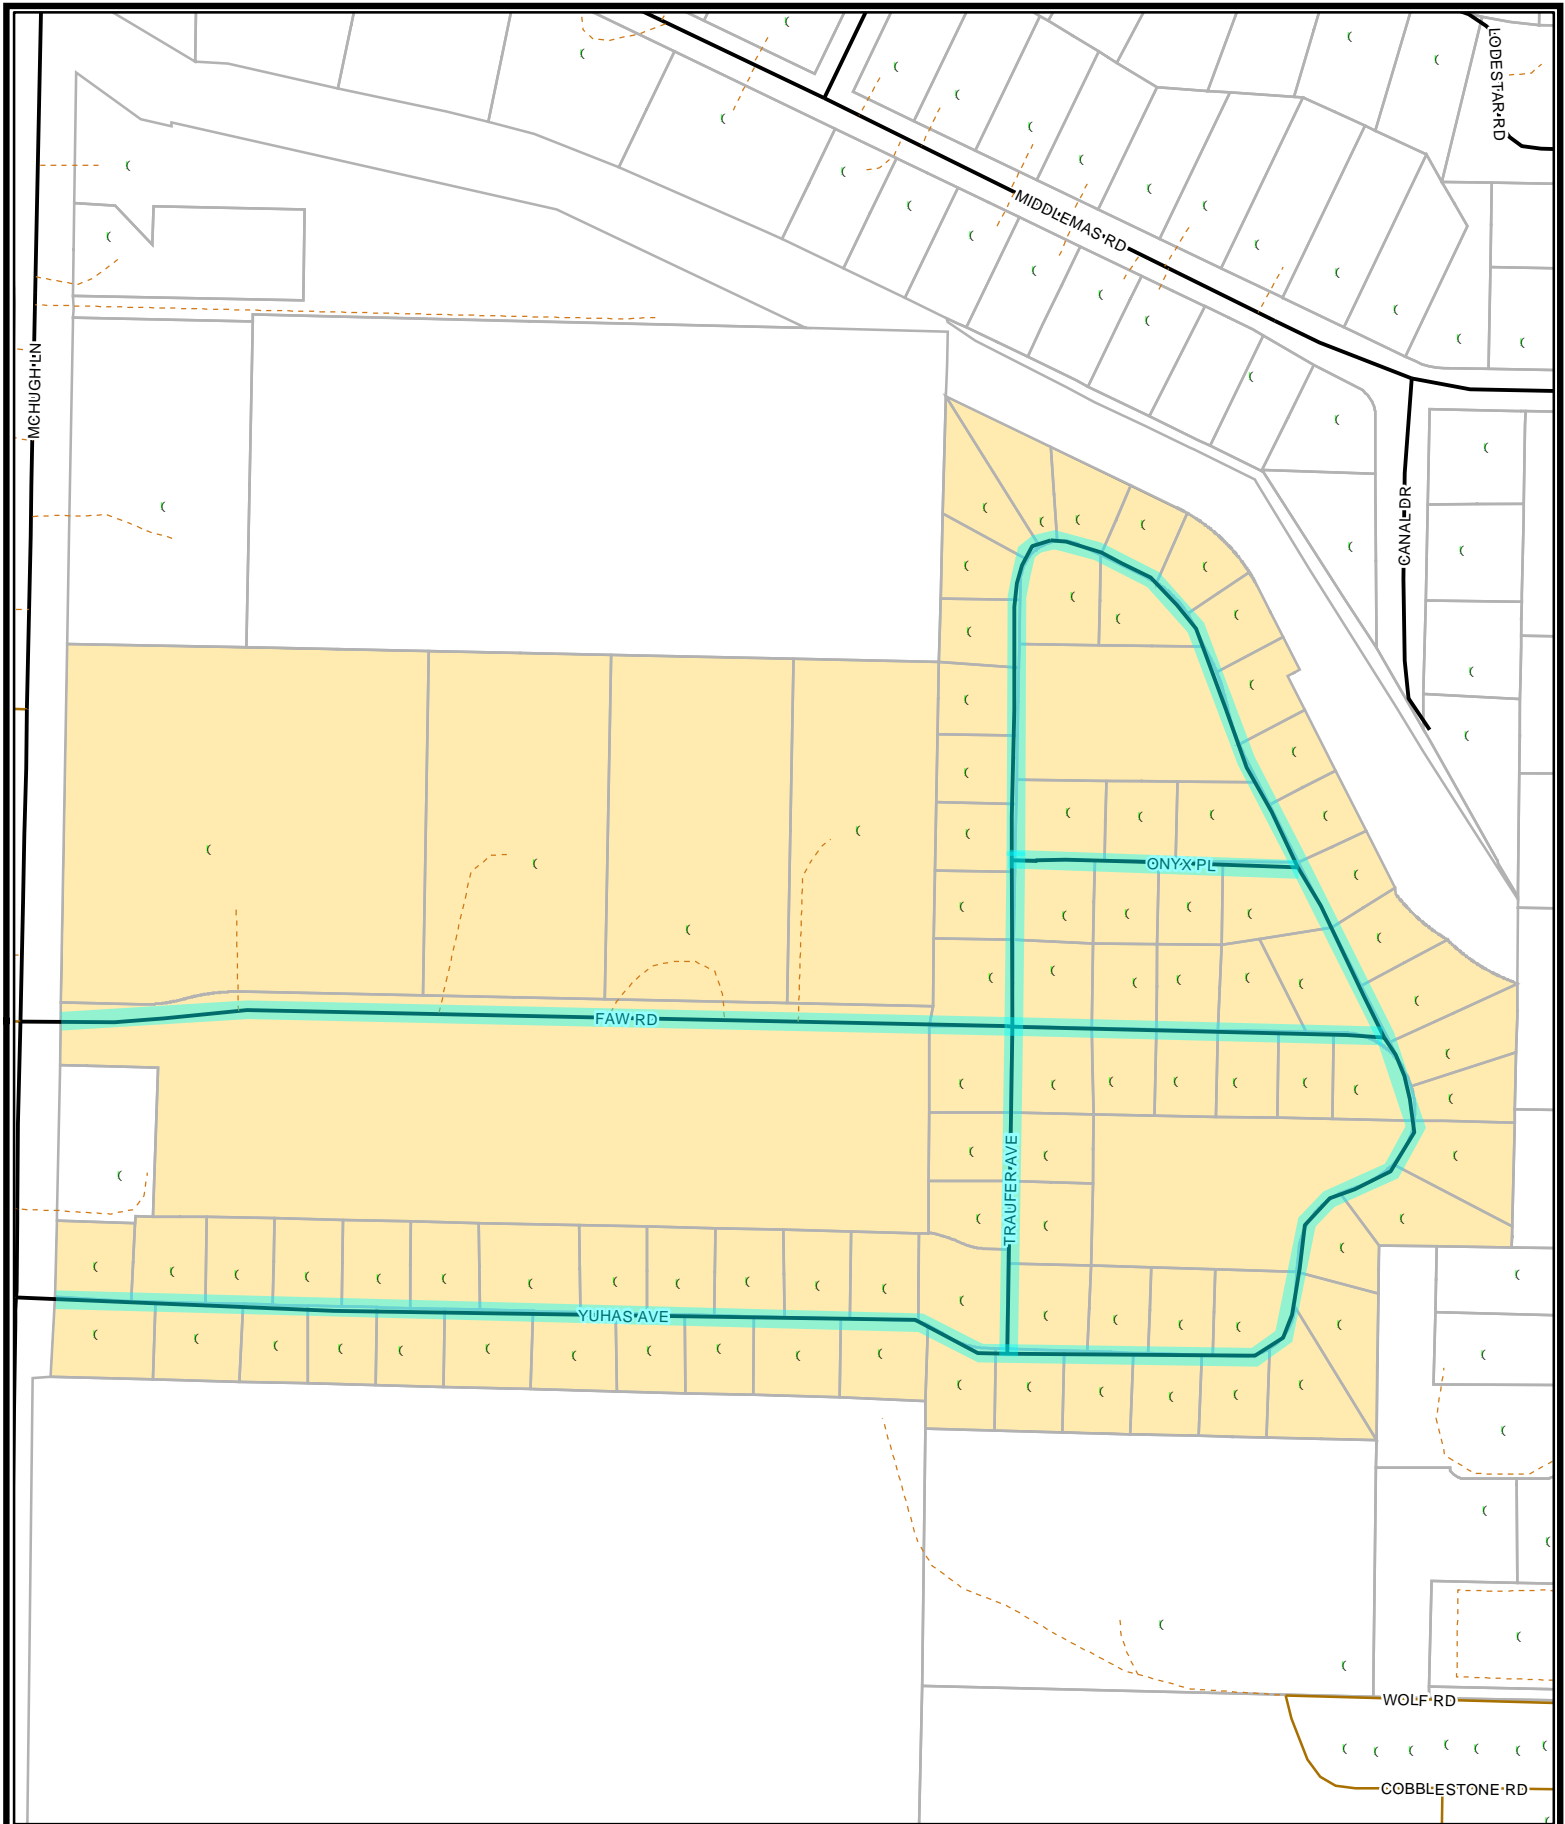 LODESTAR RD
MIDDLEMAS RD
MCHUGH LN
CANAL DR
ONYX PL
FAW RD
TRAUFER AVE
YUHAS AVE
WOLF RD
COBBLESTONE RD